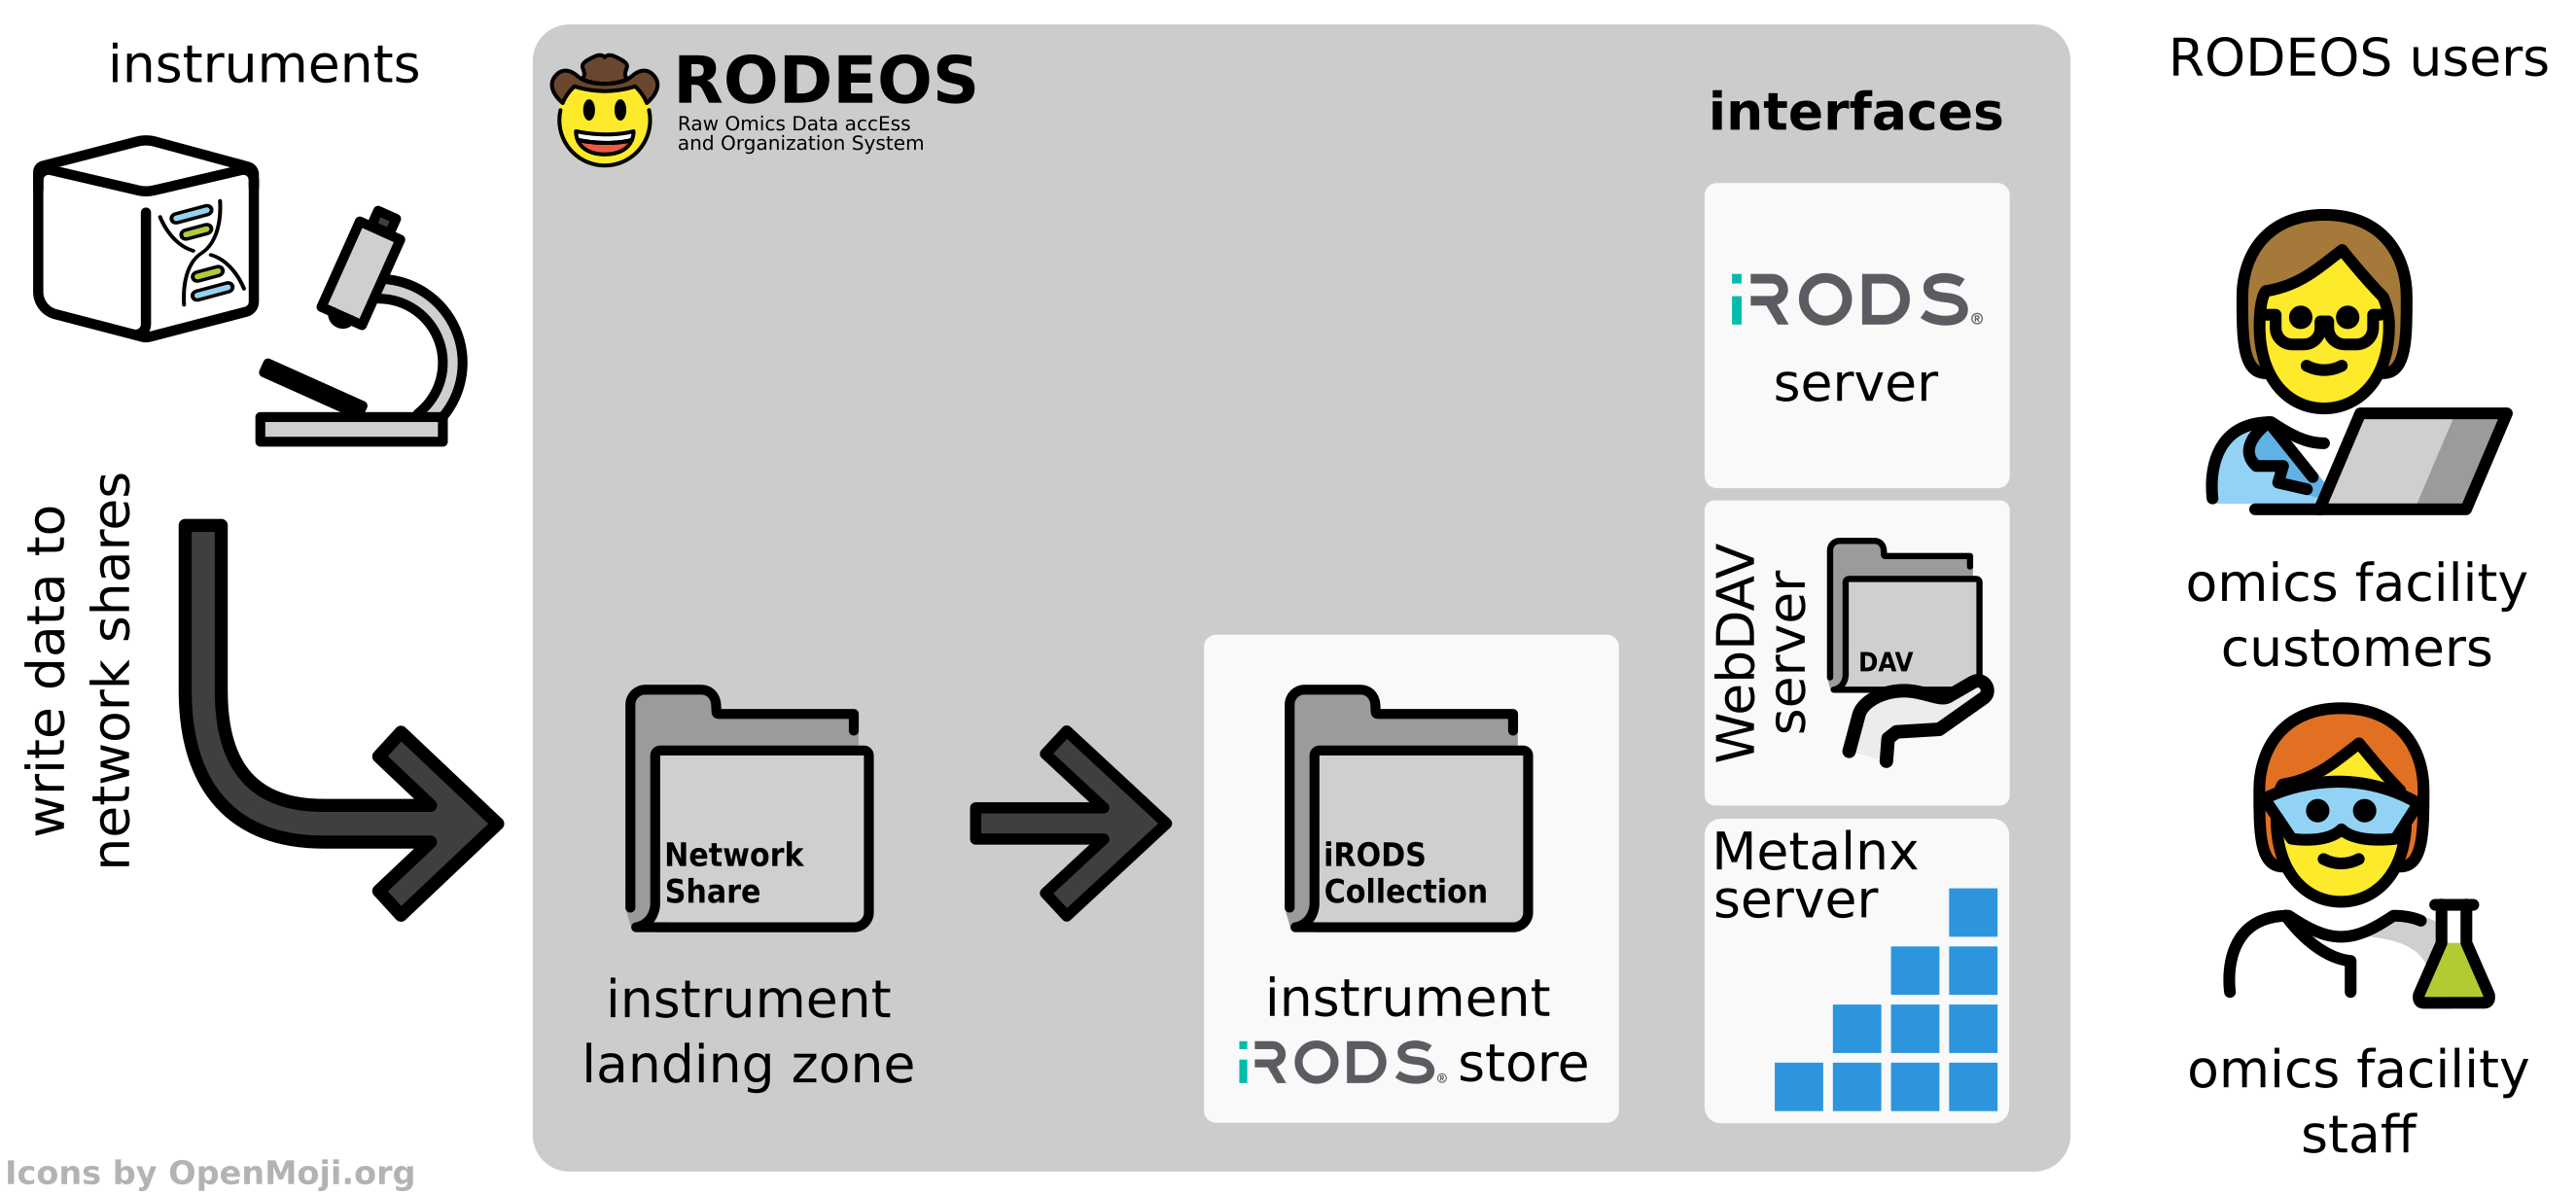 instruments
write data to
network shares
RODEOS
Raw Omics Data accEss
and Organization System
Network
Share
instrument
landing zone
iRODS
Collection
instrument
iRODS® store
interfaces
iRODS®
server
WebDAV
server
DAV
Metalnx
server
RODEOS users
omics facility
customers
omics facility
staff
Icons by OpenMoji.org